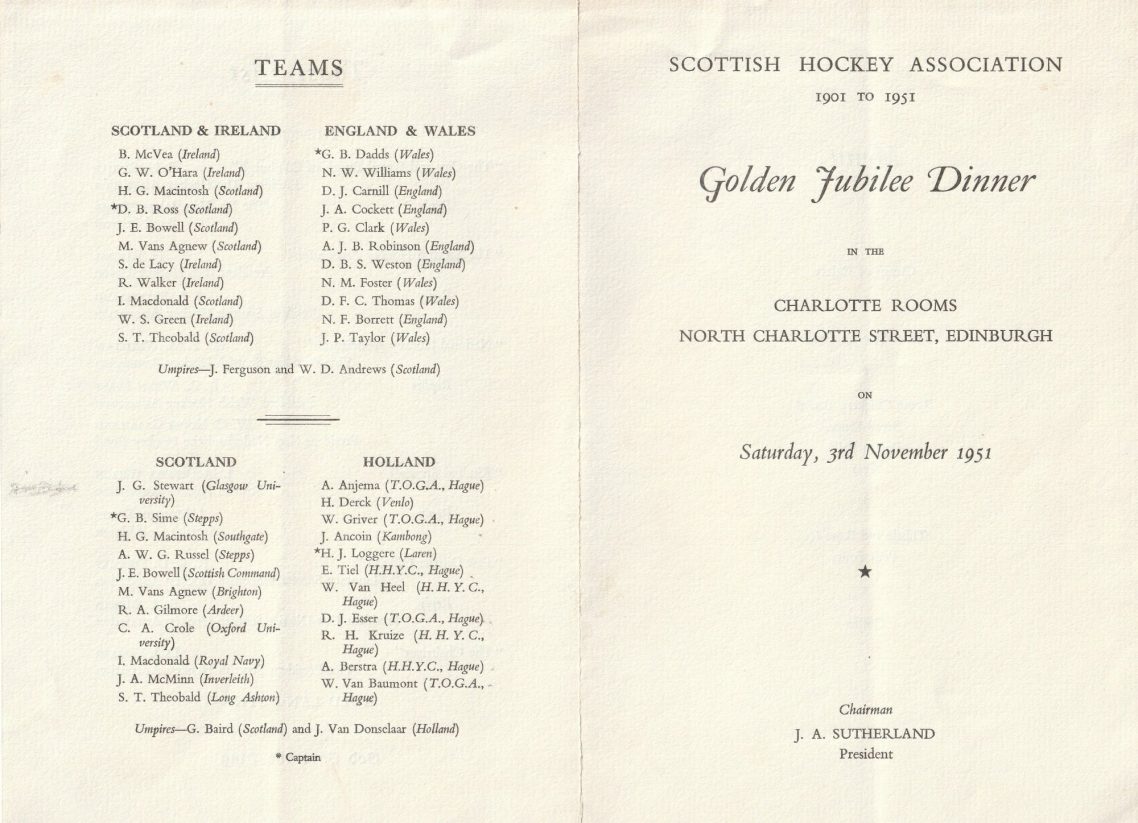 TEAMS
SCOTLAND & IRELAND
B. McVea (Ireland)
G. W. O'Hara (Ireland)
H. G. Macintosh (Scotland)
*D. B. Ross (Scotland)
J. E. Bowell (Scotland)
M. Vans Agnew (Scotland)
S. de Lacy (Ireland)
R. Walker (Ireland)
I. Macdonald (Scotland)
W. S. Green (Ireland)
S. T. Theobald (Scotland)
ENGLAND & WALES
*G. B. Dadds (Wales)
N. W. Williams (Wales)
D. J. Carnill (England)
J. A. Cockett (England)
P. G. Clark (Wales)
A. J. B. Robinson (England)
D. B. S. Weston (England)
N. M. Foster (Wales)
D. F. C. Thomas (Wales)
N. F. Borrett (England)
J. P. Taylor (Wales)
Umpires—J. Ferguson and W. D. Andrews (Scotland)
SCOTLAND
J. G. Stewart (Glasgow Uni-
versity)
*G. B. Sime (Stepps)
H. G. Macintosh (Southgate)
A. W. G. Russel (Stepps)
J. E. Bowell (Scottish Command)
M. Vans Agnew (Brighton)
R. A. Gilmore (Ardeer)
C. A. Crole (Oxford Uni-
versity)
I. Macdonald (Royal Navy)
J. A. McMinn (Inverleith)
S. T. Theobald (Long Ashton)
HOLLAND
A. Anjema (T.O.G.A., Hague)
H. Derck (Venlo)
W. Griver (T.O.G.A., Hague)
J. Ancoin (Kambong)
*H. J. Loggere (Laren)
E. Tiel (H.H.Y.C., Hague)
W. Van Heel (H. H. Y. C.,
Hague)
D. J. Esser (T.O.G.A., Hague)
R. H. Kruize (H. H. Y. C.,
Hague)
A. Berstra (H.H.Y.C., Hague)
W. Van Baumont (T.O.G.A.,
Hague)
Umpires—G. Baird (Scotland) and J. Van Donselaar (Holland)
* Captain
SCOTTISH HOCKEY ASSOCIATION
1901 TO 1951
Golden Jubilee Dinner
IN THE
CHARLOTTE ROOMS
NORTH CHARLOTTE STREET, EDINBURGH
ON
Saturday, 3rd November 1951
★
Chairman
J. A. SUTHERLAND
President